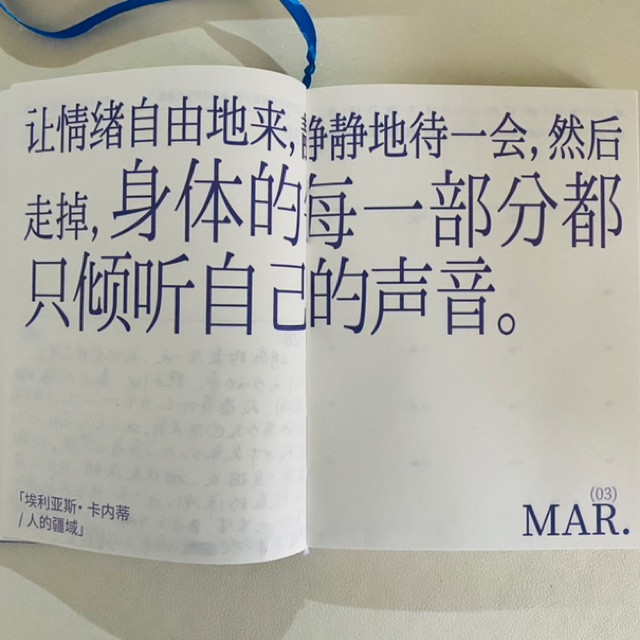 让情绪自由地来,静静地待一会,然后
走掉,身体的每一部分都
只倾听自己的声音。
「埃利亚斯·卡内蒂
/人的疆域」
(03)
MAR.